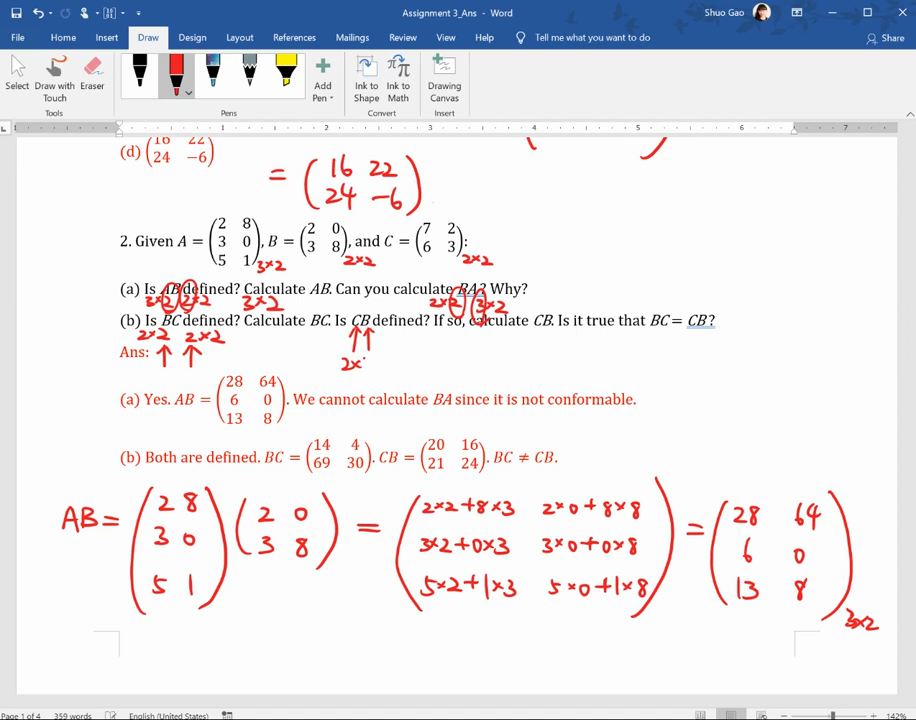 Assignment 3_Ans - Word
Shuo Gao
File Home Insert Draw Design Layout References Mailings Review View Help Tell me what you want to do Share
Select Draw with Touch Eraser Add Pen Ink to Shape Ink to Math Drawing Canvas
Tools Pens Convert Insert
1 2 3 4 5 6 7
(d) (16 22
24 −6)
= (16 22
24 −6)
2. Given A = (2 8
3 0
5 1), B = (2 0
3 8), and C = (7 2
6 3):
3×2 2×2 2×2
(a) Is AB defined? Calculate AB. Can you calculate BA? Why?
3×2 2×2 3×2 2×2 3×2
(b) Is BC defined? Calculate BC. Is CB defined? If so, calculate CB. Is it true that BC = CB?
2×2 2×2
Ans: ↑ ↑ ↑ ↑
2×
(a) Yes. AB = (28 64
6 0
13 8). We cannot calculate BA since it is not conformable.
(b) Both are defined. BC = (14 4
69 30). CB = (20 16
21 24). BC ≠ CB.
AB = (2 8
3 0
5 1) (2 0
3 8) = (2×2+8×3 2×0+8×8
3×2+0×3 3×0+0×8
5×2+1×3 5×0+1×8) = (28 64
6 0
13 8)
3×2
Page 1 of 4 359 words English (United States) 142%